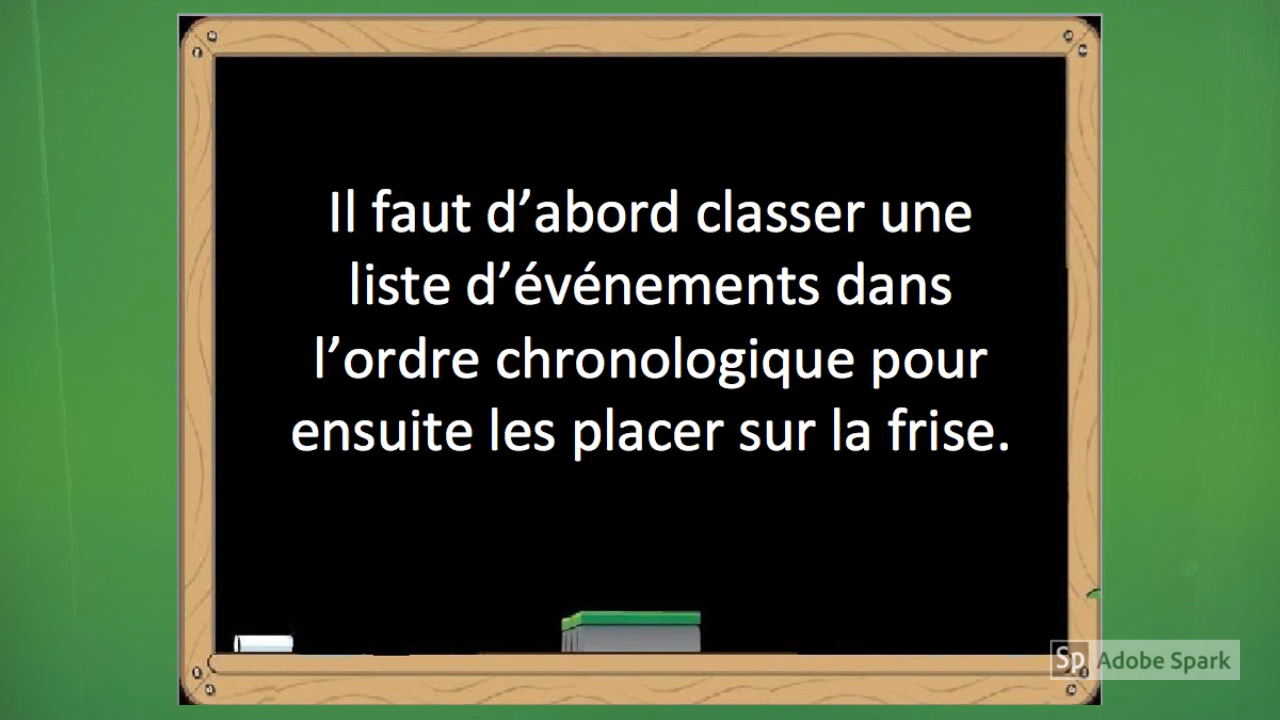 Il faut d’abord classer une
liste d’événements dans
l’ordre chronologique pour
ensuite les placer sur la frise.
Sp Adobe Spark